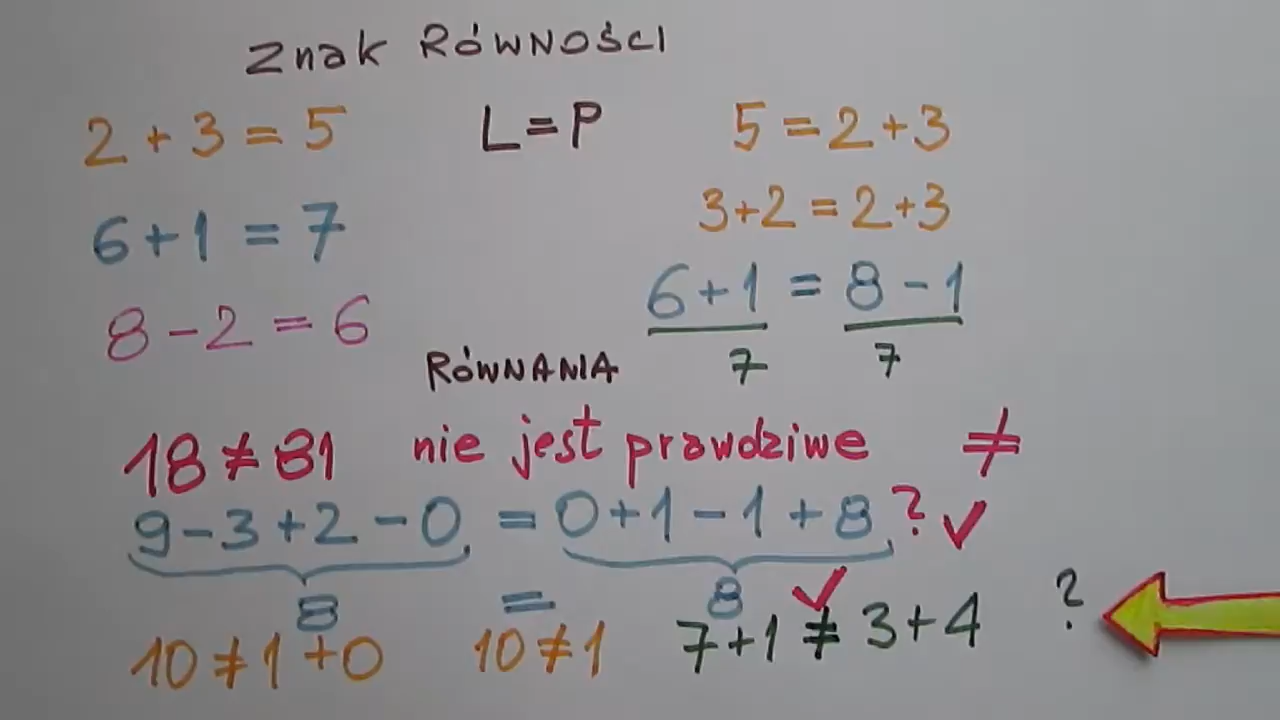 Znak RÓWNOŚCI
2 + 3 = 5 L = P 5 = 2 + 3
3 + 2 = 2 + 3
6 + 1 = 7
6 + 1 = 8 - 1
7 7
8 - 2 = 6
RÓWNANIA
18 ≠ 81 nie jest prawdziwe ≠
9 - 3 + 2 - 0 = 0 + 1 - 1 + 8 ? ✓
8 = 8 ✓
10 ≠ 1 + 0 10 ≠ 1 7 + 1 ≠ 3 + 4 ?